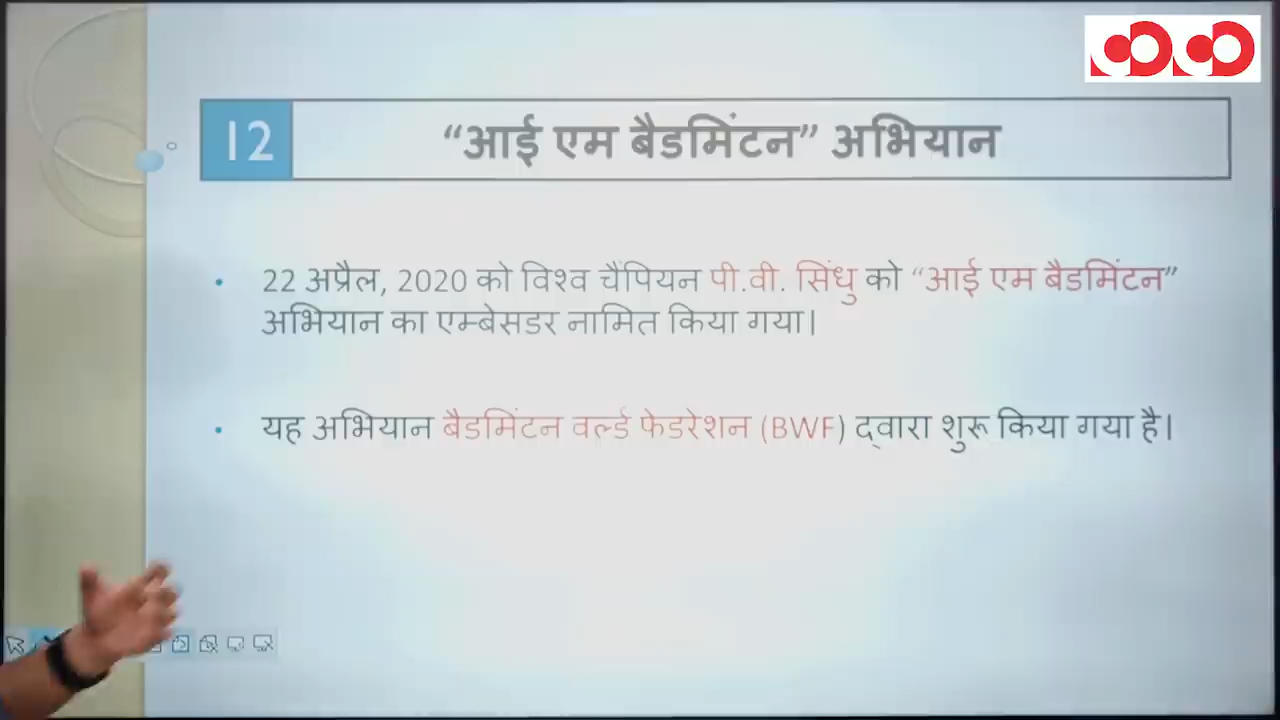 12
“आई एम बैडमिंटन” अभियान
• 22 अप्रैल, 2020 को विश्व चैंपियन पी.वी. सिंधु को “आई एम बैडमिंटन”
अभियान का एम्बेसडर नामित किया गया।
• यह अभियान बैडमिंटन वर्ल्ड फेडरेशन (BWF) द्वारा शुरू किया गया है।